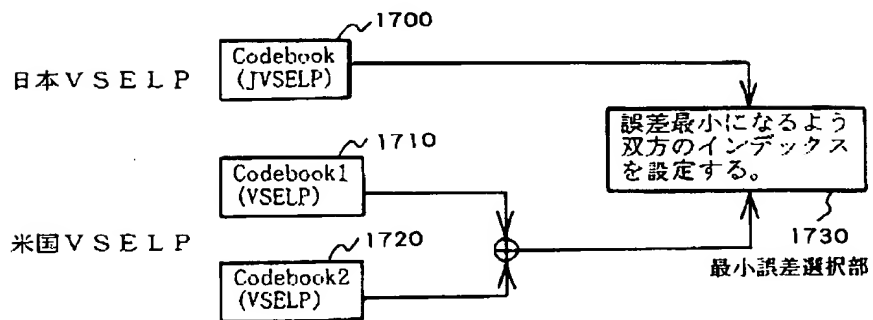 1700
Codebook
(JVSELP)
日本VSELP
誤差最小になるよう
双方のインデックス
を設定する。
1710
Codebook1
(VSELP)
米国VSELP
1720
Codebook2
(VSELP)
1730
最小誤差選択部